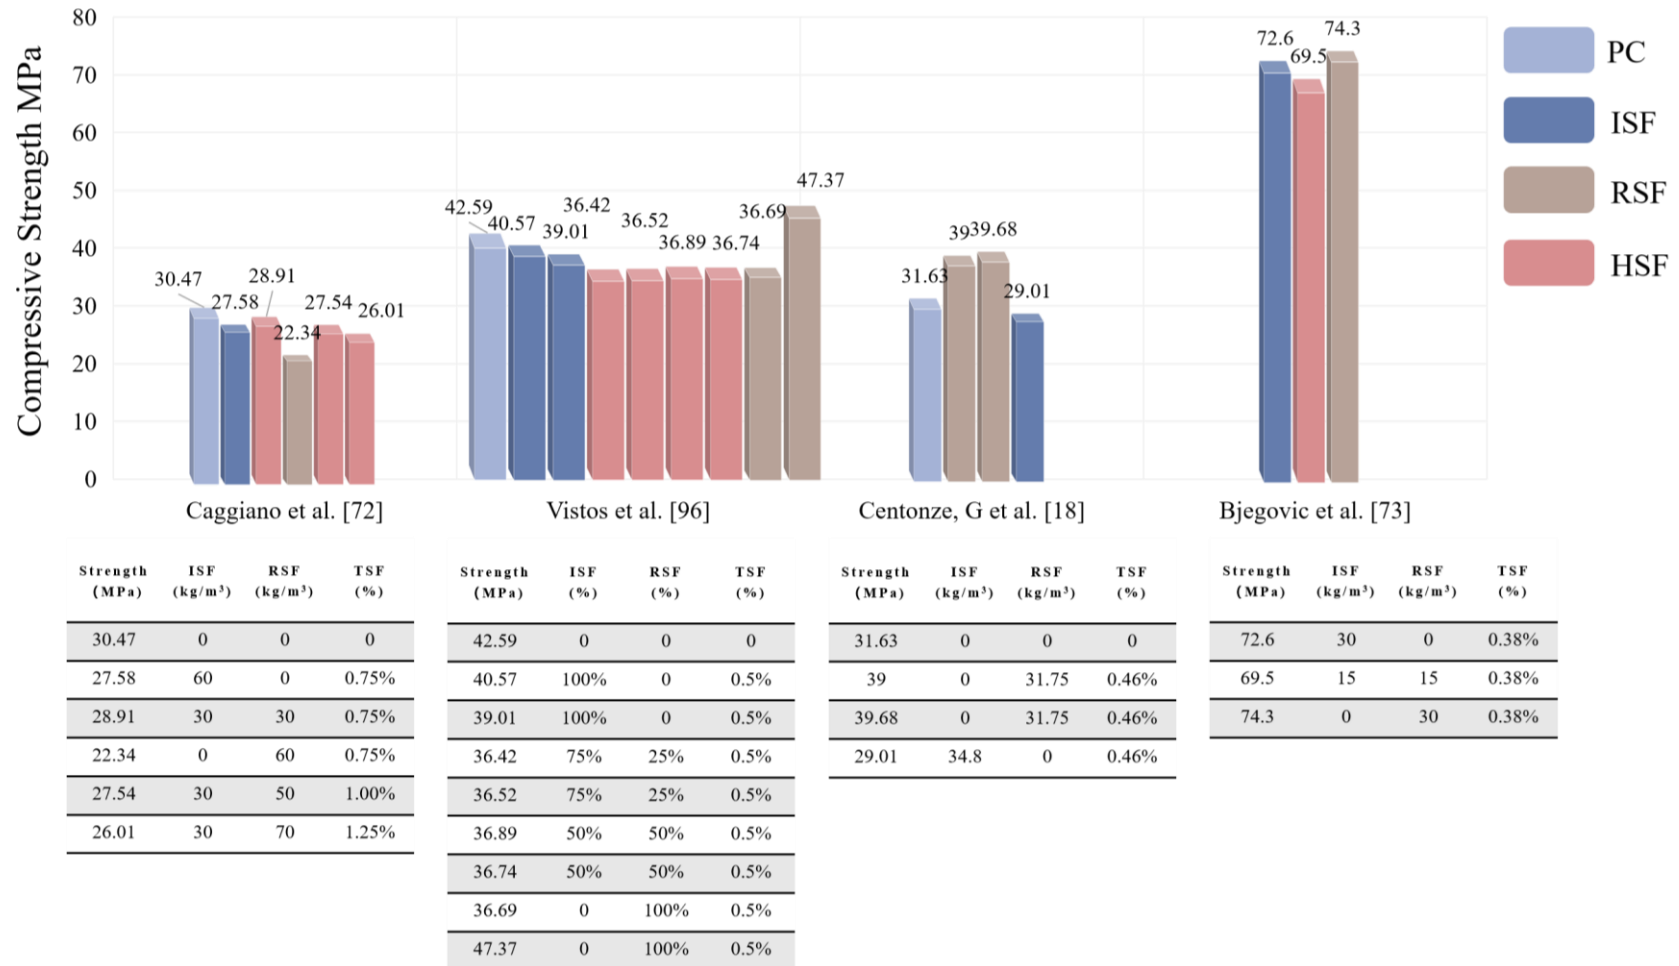 Compressive Strength MPa
80
70
60
50
40
30
20
10
0
30.47
27.58
28.91
22.34
27.54
26.01
42.59
40.57
39.01
36.42
36.52
36.89
36.74
36.69
47.37
31.63
39
39.68
29.01
72.6
69.5
74.3
PC
ISF
RSF
HSF
Caggiano et al. [72]
Vistos et al. [96]
Centonze, G et al. [18]
Bjegovic et al. [73]
Strength ISF RSF TSF
(MPa) (kg/m³) (kg/m³) (%)
30.47 0 0 0
27.58 60 0 0.75%
28.91 30 30 0.75%
22.34 0 60 0.75%
27.54 30 50 1.00%
26.01 30 70 1.25%
Strength ISF RSF TSF
(MPa) (%) (%) (%)
42.59 0 0 0
40.57 100% 0 0.5%
39.01 100% 0 0.5%
36.42 75% 25% 0.5%
36.52 75% 25% 0.5%
36.89 50% 50% 0.5%
36.74 50% 50% 0.5%
36.69 0 100% 0.5%
47.37 0 100% 0.5%
Strength ISF RSF TSF
(MPa) (kg/m³) (kg/m³) (%)
31.63 0 0 0
39 0 31.75 0.46%
39.68 0 31.75 0.46%
29.01 34.8 0 0.46%
Strength ISF RSF TSF
(MPa) (kg/m³) (kg/m³) (%)
72.6 30 0 0.38%
69.5 15 15 0.38%
74.3 0 30 0.38%